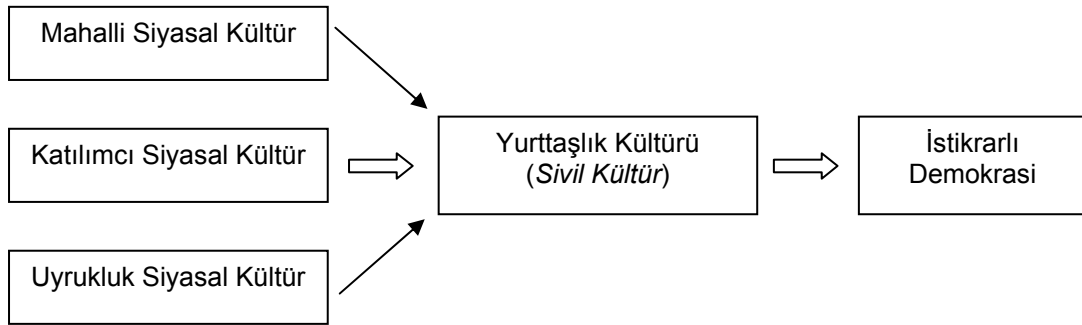 Mahalli Siyasal Kültür
Katılımcı Siyasal Kültür
Uyrukluk Siyasal Kültür
Yurttaşlık Kültürü
(Sivil Kültür)
İstikrarlı
Demokrasi